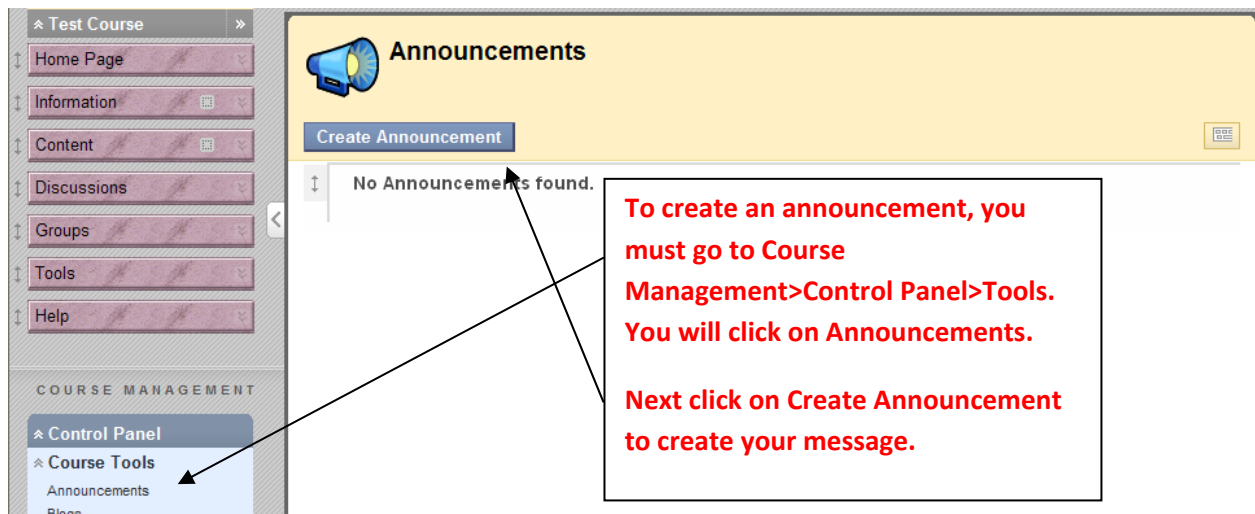 Test Course
Home Page
Information
Content
Discussions
Groups
Tools
Help
COURSE MANAGEMENT
Control Panel
Course Tools
Announcements
Blogs
Announcements
Create Announcement
No Announcements found.
To create an announcement, you
must go to Course
Management>Control Panel>Tools.
You will click on Announcements.
Next click on Create Announcement
to create your message.